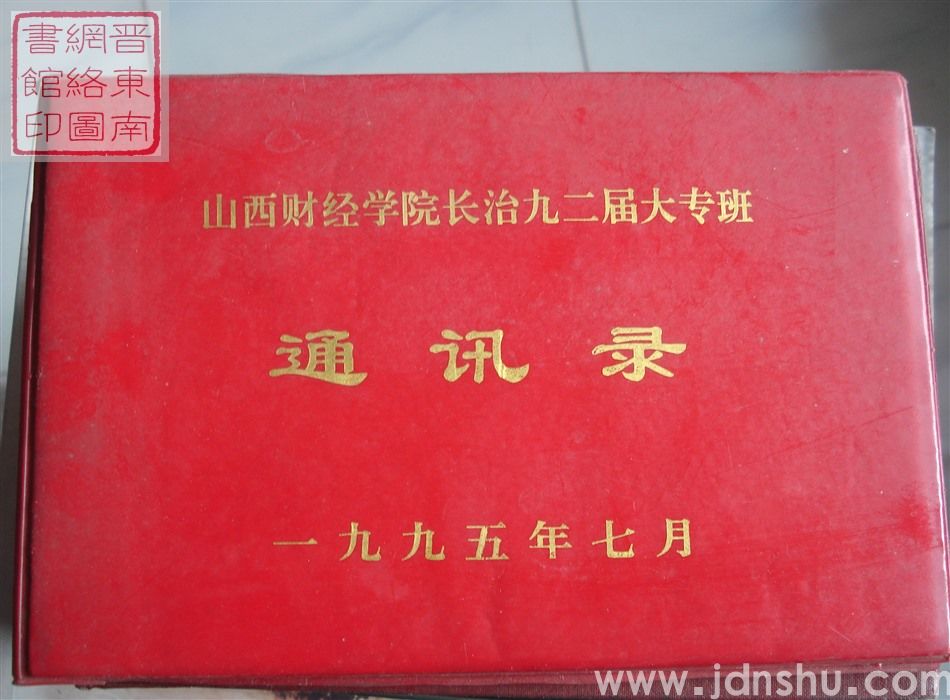 晋東南
網絡圖
書館印
山西财经学院长治九二届大专班
通讯录
一九九五年七月
www.jdnshu.com